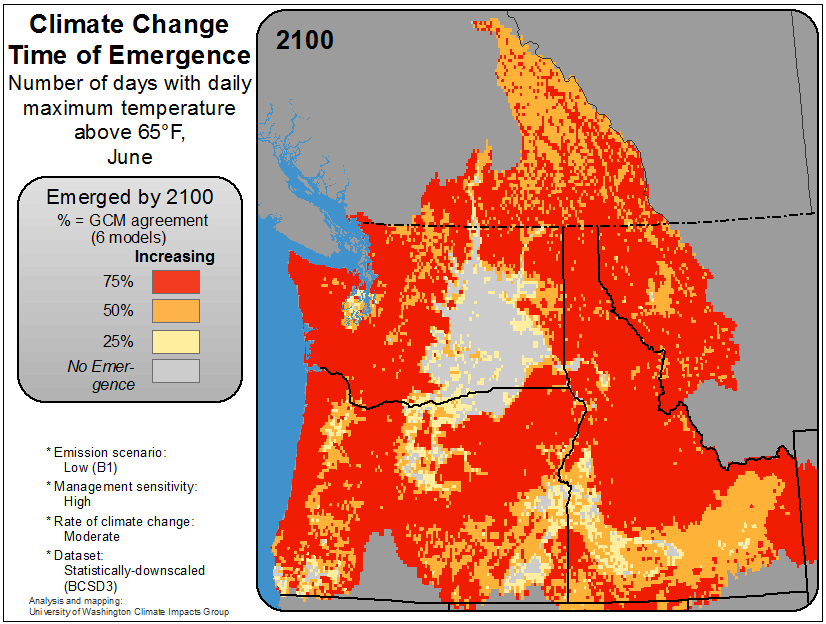 Climate Change
Time of Emergence
Number of days with daily
maximum temperature
above 65°F,
June
Emerged by 2100
% = GCM agreement
(6 models)
Increasing
75%
50%
25%
No Emer-
gence
* Emission scenario:
Low (B1)
* Management sensitivity:
High
* Rate of climate change:
Moderate
* Dataset:
Statistically-downscaled
(BCSD3)
Analysis and mapping:
University of Washington Climate Impacts Group
2100